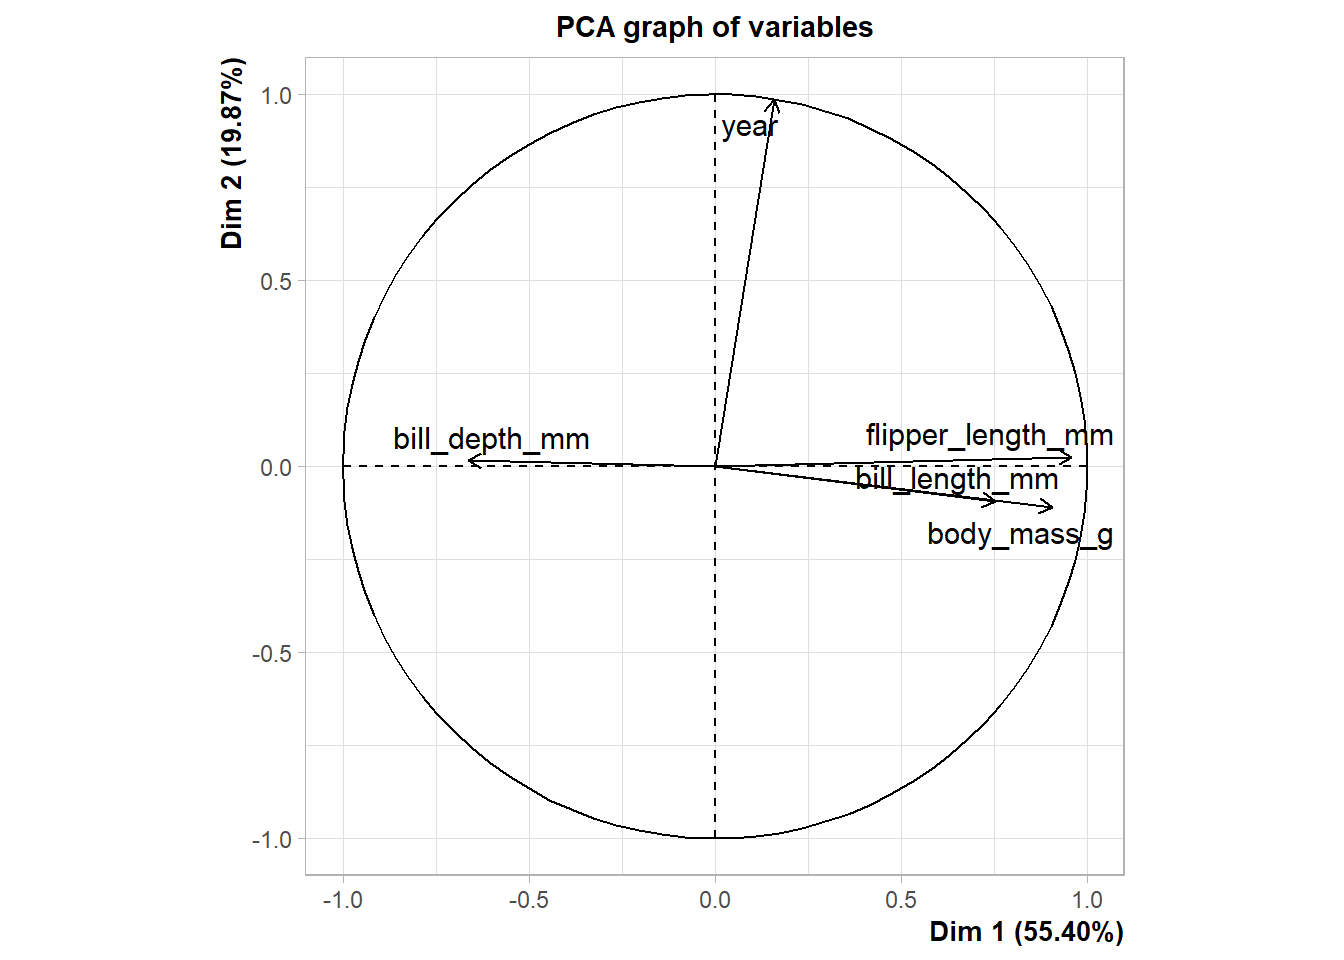 PCA graph of variables
Dim 2 (19.87%)
1.0
0.5
0.0
-0.5
-1.0
year
bill_depth_mm
flipper_length_mm
bill_length_mm
body_mass_g
-1.0
-0.5
0.0
0.5
1.0
Dim 1 (55.40%)